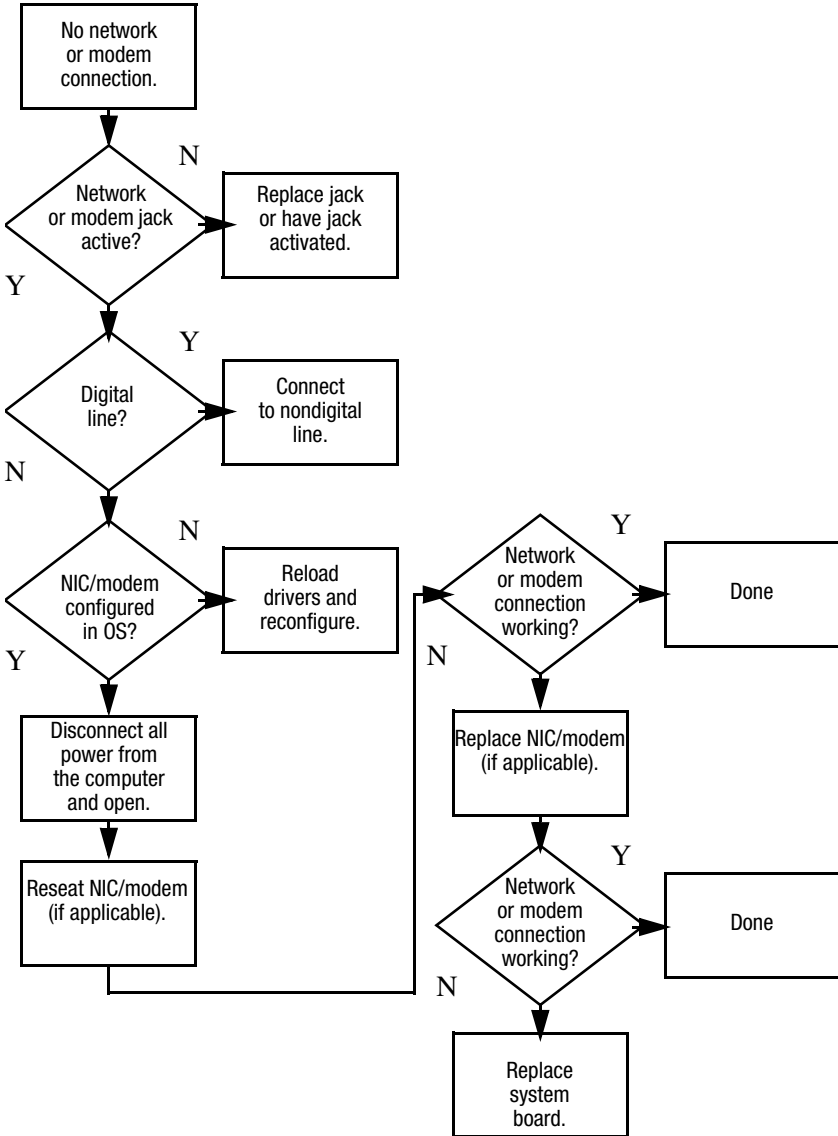 No network
or modem
connection.
N
Network
or modem jack
active?
Replace jack
or have jack
activated.
Y
Y
Digital
line?
Connect
to nondigital
line.
N
N
NIC/modem
configured
in OS?
Reload
drivers and
reconfigure.
Y
Disconnect all
power from
the computer
and open.
Reseat NIC/modem
(if applicable).
Y
Network
or modem
connection
working?
Done
N
Replace NIC/modem
(if applicable).
Y
Network
or modem
connection
working?
Done
N
Replace
system
board.